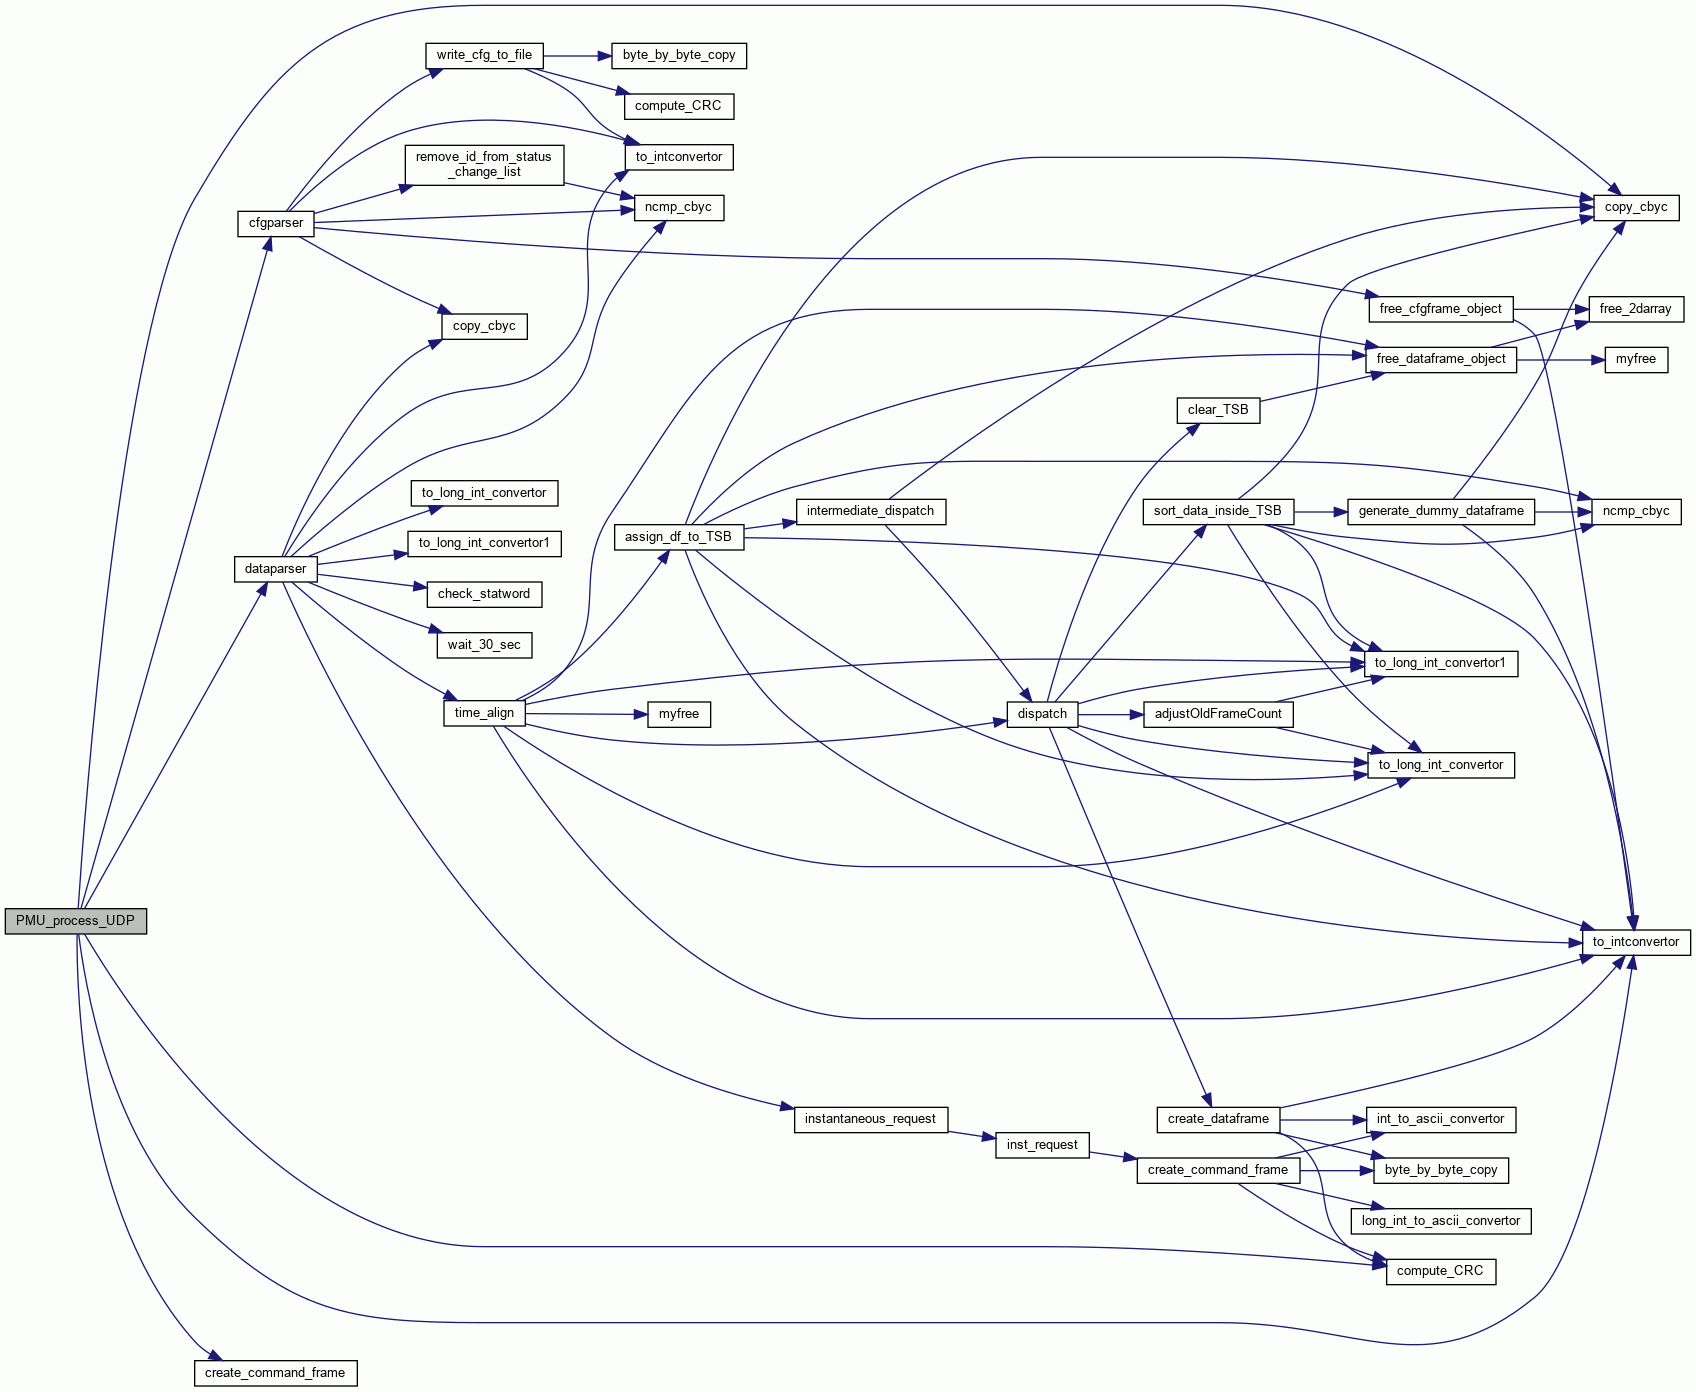 write_cfg_to_file
byte_by_byte_copy
compute_CRC
to_intconvertor
remove_id_from_status
_change_list
ncmp_cbyc
copy_cbyc
cfgparser
free_cfgframe_object
free_2darray
copy_cbyc
free_dataframe_object
myfree
clear_TSB
to_long_int_convertor
intermediate_dispatch
sort_data_inside_TSB
generate_dummy_dataframe
ncmp_cbyc
assign_df_to_TSB
to_long_int_convertor1
dataparser
check_statword
wait_30_sec
to_long_int_convertor1
time_align
myfree
dispatch
adjustOldFrameCount
to_long_int_convertor
PMU_process_UDP
to_intconvertor
instantaneous_request
create_dataframe
int_to_ascii_convertor
inst_request
create_command_frame
byte_by_byte_copy
long_int_to_ascii_convertor
compute_CRC
create_command_frame